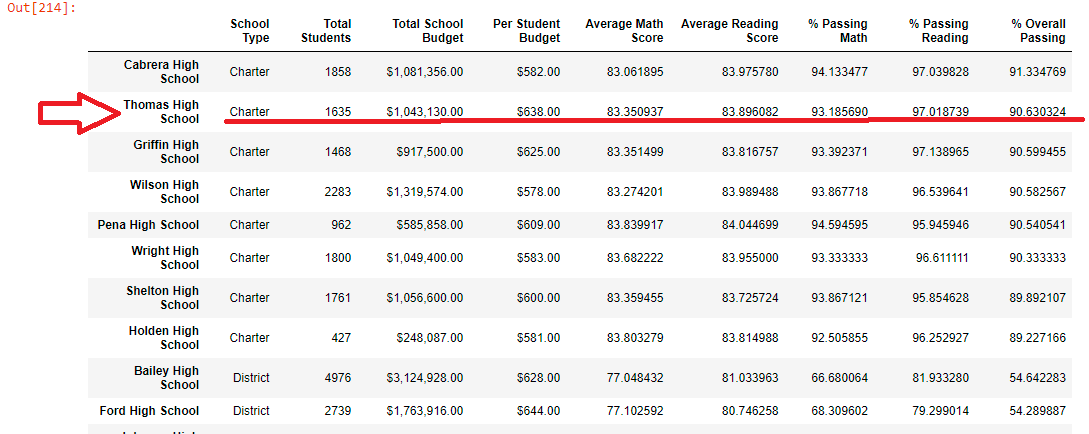 Out[214]:
School Type Total Students Total School Budget Per Student Budget Average Math Score Average Reading Score % Passing Math % Passing Reading % Overall Passing
Cabrera High School Charter 1858 $1,081,356.00 $582.00 83.061895 83.975780 94.133477 97.039828 91.334769
Thomas High School Charter 1635 $1,043,130.00 $638.00 83.350937 83.896082 93.185690 97.018739 90.630324
Griffin High School Charter 1468 $917,500.00 $625.00 83.351499 83.816757 93.392371 97.138965 90.599455
Wilson High School Charter 2283 $1,319,574.00 $578.00 83.274201 83.989488 93.867718 96.539641 90.582567
Pena High School Charter 962 $585,858.00 $609.00 83.839917 84.044699 94.594595 95.945946 90.540541
Wright High School Charter 1800 $1,049,400.00 $583.00 83.682222 83.955000 93.333333 96.611111 90.333333
Shelton High School Charter 1761 $1,056,600.00 $600.00 83.359455 83.725724 93.867121 95.854628 89.892107
Holden High School Charter 427 $248,087.00 $581.00 83.803279 83.814988 92.505855 96.252927 89.227166
Bailey High School District 4976 $3,124,928.00 $628.00 77.048432 81.033963 66.680064 81.933280 54.642283
Ford High School District 2739 $1,763,916.00 $644.00 77.102592 80.746258 68.309602 79.299014 54.289887